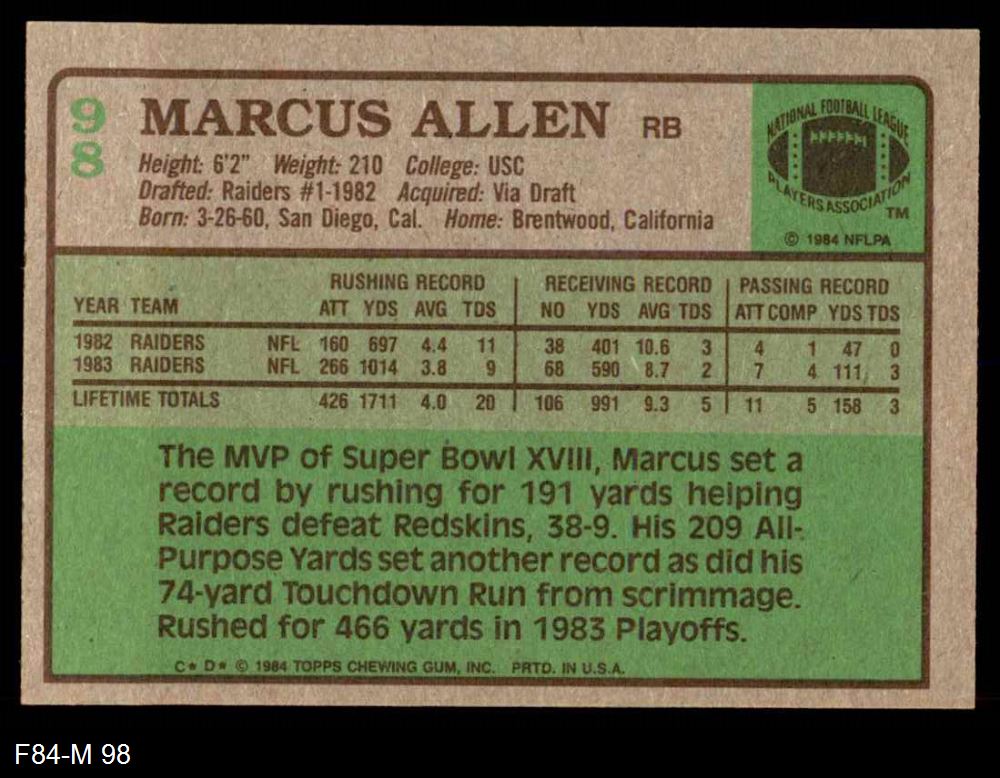 98
MARCUS ALLEN RB
Height: 6'2" Weight: 210 College: USC
Drafted: Raiders #1-1982 Acquired: Via Draft
Born: 3-26-60, San Diego, Cal. Home: Brentwood, California
NATIONAL FOOTBALL LEAGUE
PLAYERS ASSOCIATION
TM
© 1984 NFLPA
RUSHING RECORD RECEIVING RECORD PASSING RECORD
YEAR TEAM ATT YDS AVG TDS NO YDS AVG TDS ATT COMP YDS TDS
1982 RAIDERS NFL 160 697 4.4 11 38 401 10.6 3 4 1 47 0
1983 RAIDERS NFL 266 1014 3.8 9 68 590 8.7 2 7 4 111 3
LIFETIME TOTALS 426 1711 4.0 20 106 991 9.3 5 11 5 158 3
The MVP of Super Bowl XVIII, Marcus set a
record by rushing for 191 yards helping
Raiders defeat Redskins, 38-9. His 209 All-
Purpose Yards set another record as did his
74-yard Touchdown Run from scrimmage.
Rushed for 466 yards in 1983 Playoffs.
C* D* © 1984 TOPPS CHEWING GUM, INC. PRTD. IN U.S.A.
F84-M 98